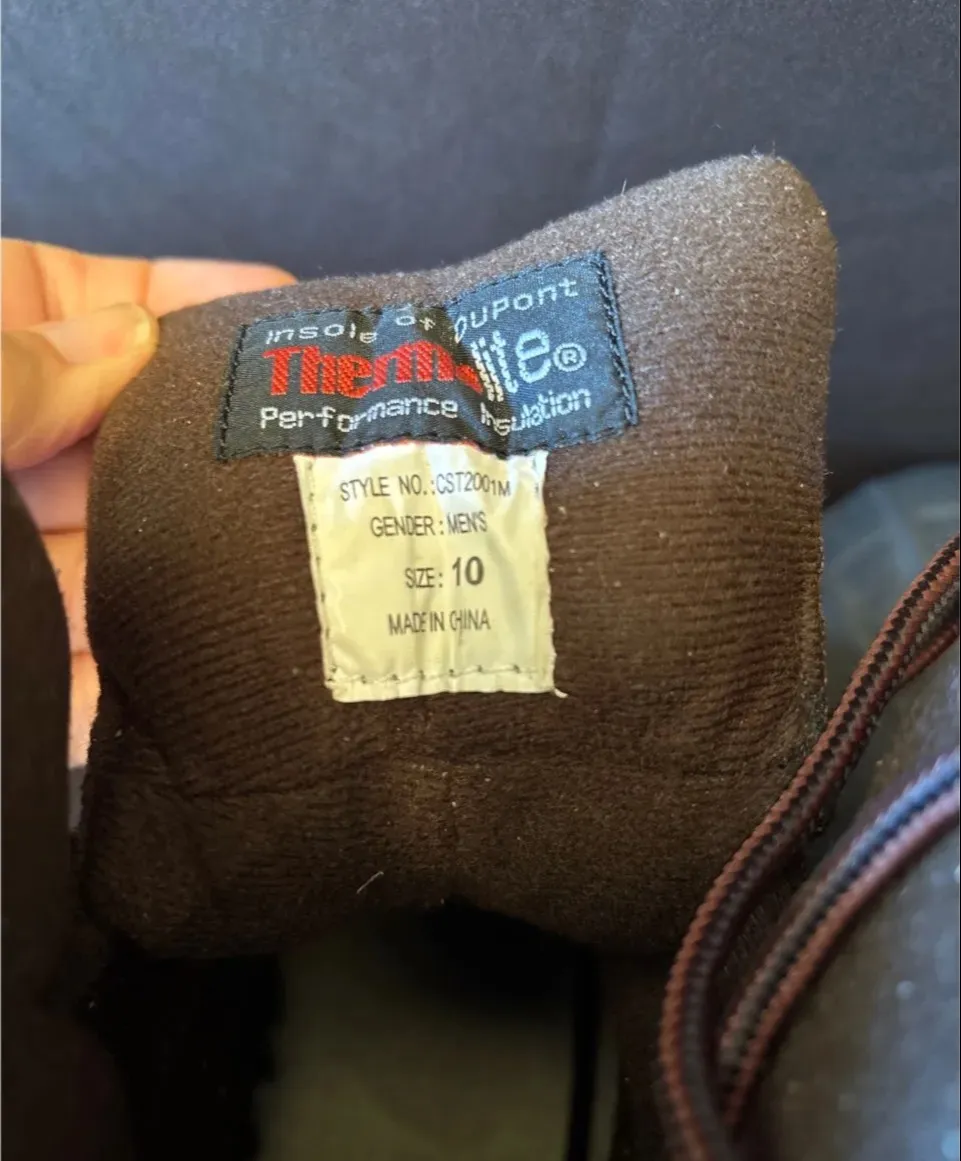 Insole of DuPont
Thermolite®
Performance Insulation
STYLE NO.:CST2001M
GENDER: MEN'S
SIZE: 10
MADE IN CHINA